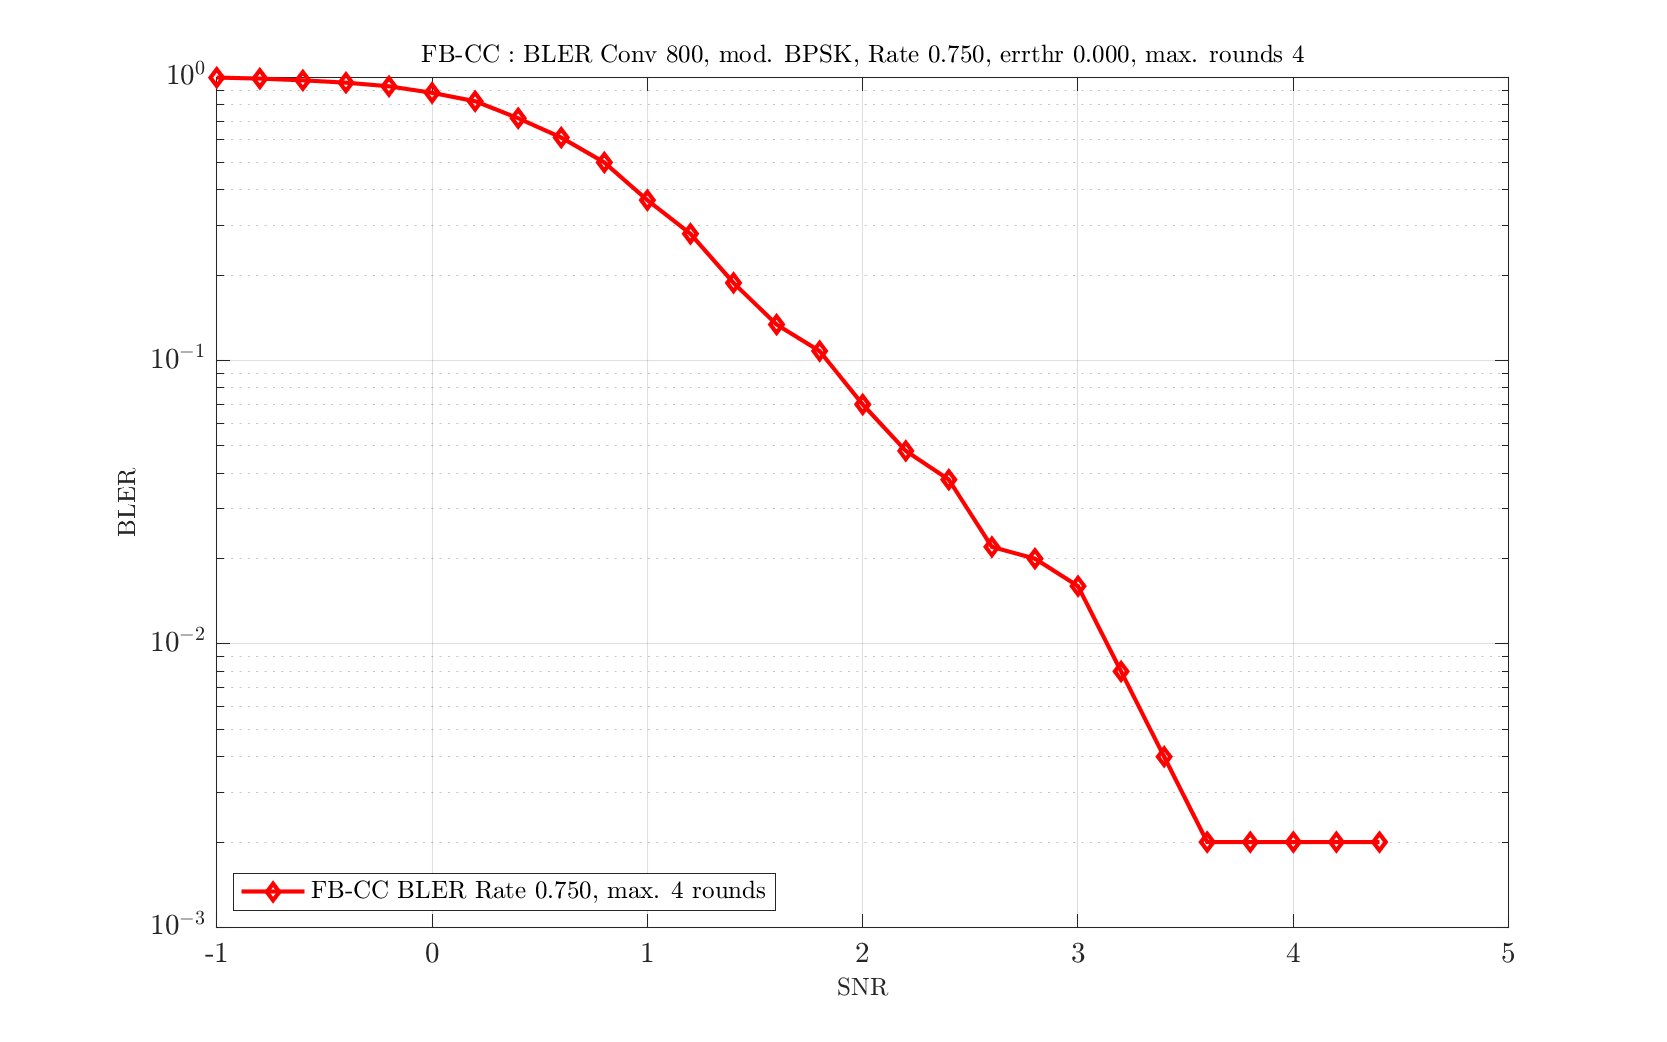 FB-CC : BLER Conv 800, mod. BPSK, Rate 0.750, errthr 0.000, max. rounds 4
10^0
10^{-1}
10^{-2}
10^{-3}
BLER
FB-CC BLER Rate 0.750, max. 4 rounds
-1 0 1 2 3 4 5
SNR